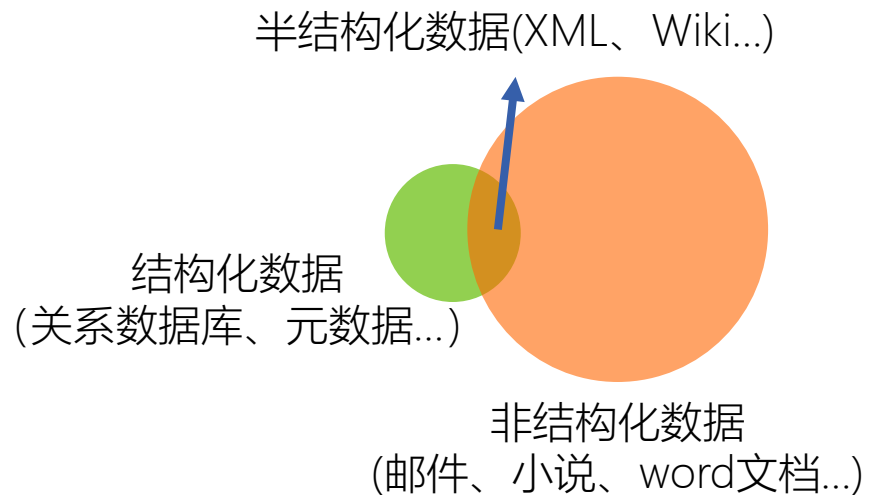 半结构化数据(XML、Wiki...)
结构化数据
(关系数据库、元数据...)
非结构化数据
(邮件、小说、word文档...)